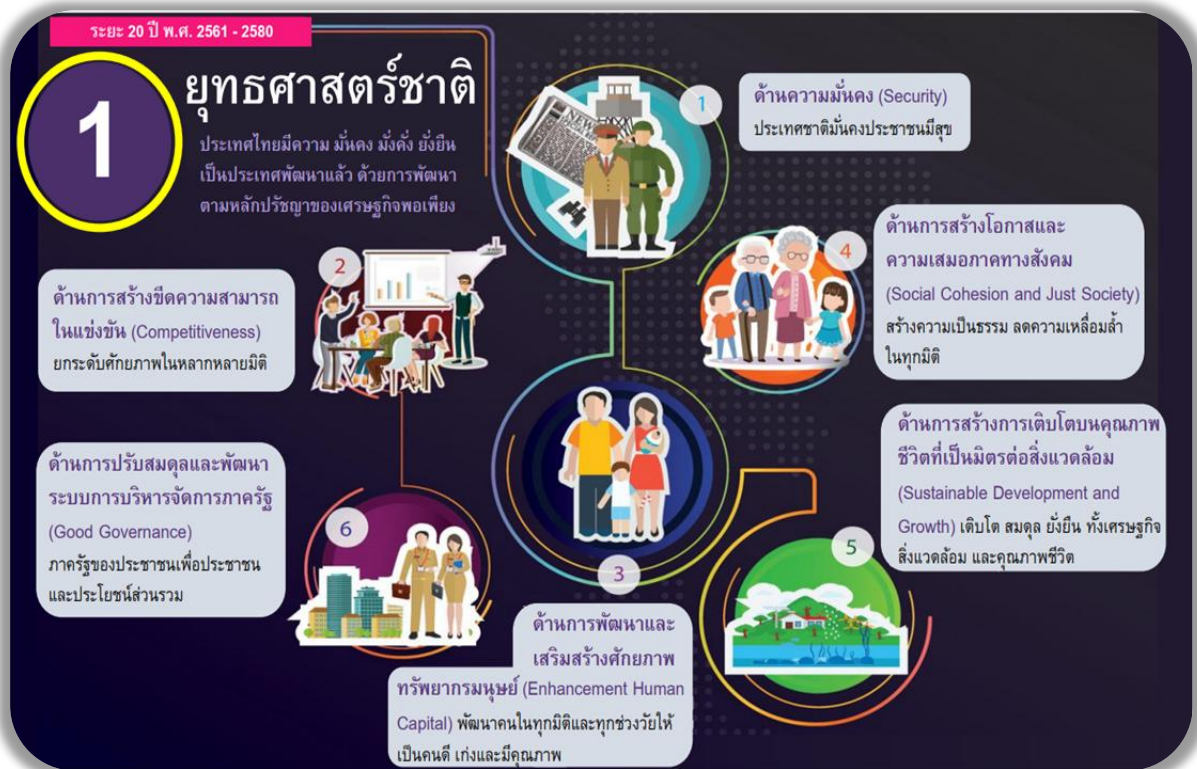 ระยะ 20 ปี พ.ศ. 2561 - 2580
1
ยุทธศาสตร์ชาติ
ประเทศไทยมีความ มั่นคง มั่งคั่ง ยั่งยืน
เป็นประเทศพัฒนาแล้ว ด้วยการพัฒนา
ตามหลักปรัชญาของเศรษฐกิจพอเพียง
NEWS
1
ด้านความมั่นคง (Security)
ประเทศชาติมั่นคงประชาชนมีสุข
2
ด้านการสร้างขีดความสามารถ
ในแข่งขัน (Competitiveness)
ยกระดับศักยภาพในหลากหลายมิติ
3
ด้านการพัฒนาและ
เสริมสร้างศักยภาพ
ทรัพยากรมนุษย์ (Enhancement Human
Capital) พัฒนาคนในทุกมิติและทุกช่วงวัยให้
เป็นคนดี เก่งและมีคุณภาพ
4
ด้านการสร้างโอกาสและ
ความเสมอภาคทางสังคม
(Social Cohesion and Just Society)
สร้างความเป็นธรรม ลดความเหลื่อมล้ำ
ในทุกมิติ
5
ด้านการสร้างการเติบโตบนคุณภาพ
ชีวิตที่เป็นมิตรต่อสิ่งแวดล้อม
(Sustainable Development and
Growth) เติบโต สมดุล ยั่งยืน ทั้งเศรษฐกิจ
สิ่งแวดล้อม และคุณภาพชีวิต
6
ด้านการปรับสมดุลและพัฒนา
ระบบการบริหารจัดการภาครัฐ
(Good Governance)
ภาครัฐของประชาชนเพื่อประชาชน
และประโยชน์ส่วนรวม